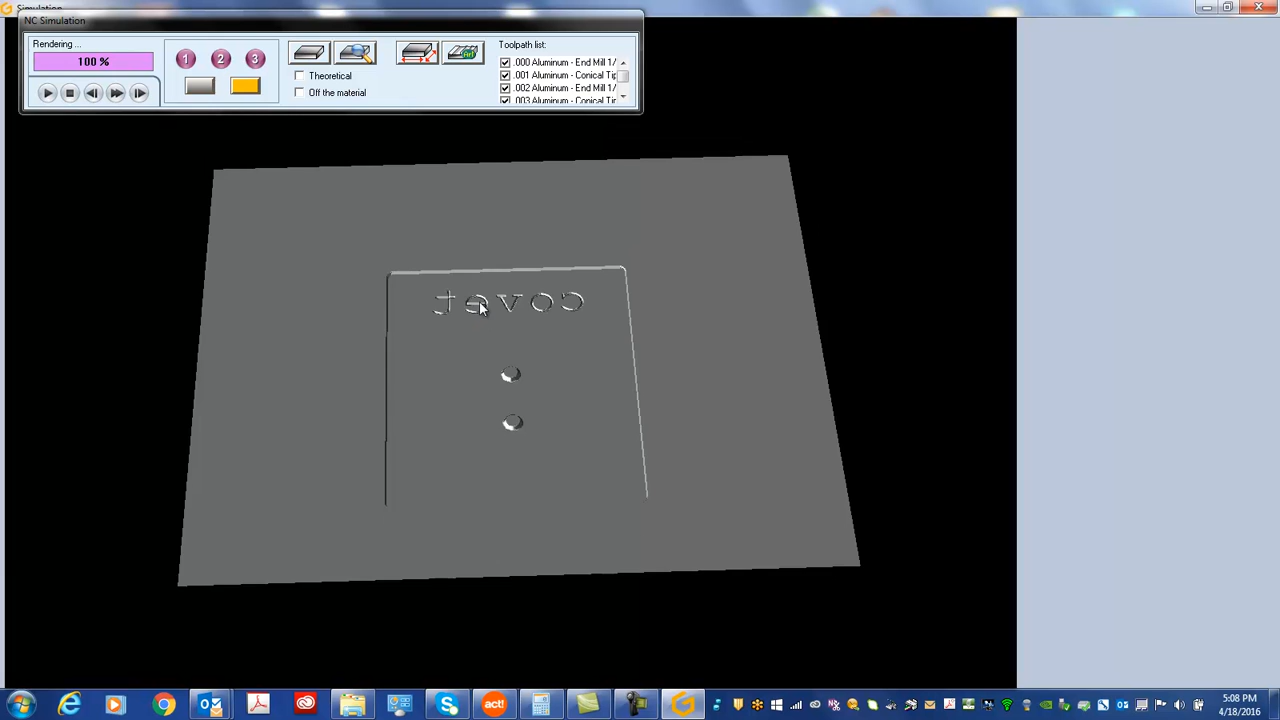 Simulation
NC Simulation
Rendering ...
100 %
1 2 3
Theoretical
Off the material
Toolpath list:
.000 Aluminum - End Mill 1/
.001 Aluminum - Conical Tip
.002 Aluminum - End Mill 1/
.003 Aluminum - Conical Tip
covet
act!
5:08 PM
4/18/2016